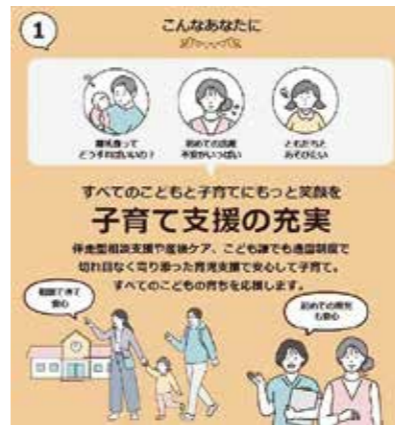 1
こんなあなたに
離乳食って
どうすればいいの？
初めての出産
不安がいっぱい
ともだちと
あそびたい
すべてのこどもと子育てにもっと笑顔を
子育て支援の充実
伴走型相談支援や産後ケア、こども誰でも通園制度で
切れ目なく寄り添った育児支援で安心して子育て。
すべてのこどもの育ちを応援します。
相談できて
安心
初めての育児
も安心